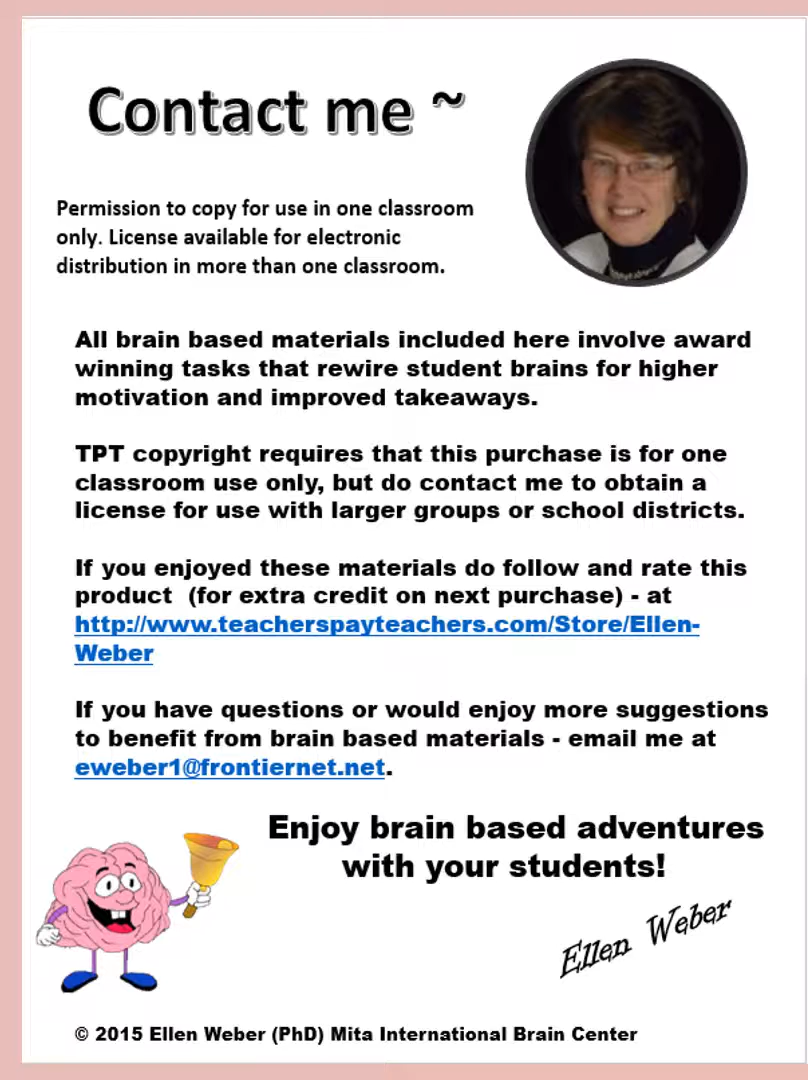 Contact me ~
Permission to copy for use in one classroom
only. License available for electronic
distribution in more than one classroom.
All brain based materials included here involve award
winning tasks that rewire student brains for higher
motivation and improved takeaways.
TPT copyright requires that this purchase is for one
classroom use only, but do contact me to obtain a
license for use with larger groups or school districts.
If you enjoyed these materials do follow and rate this
product  (for extra credit on next purchase) - at
http://www.teacherspayteachers.com/Store/Ellen-
Weber
If you have questions or would enjoy more suggestions
to benefit from brain based materials - email me at
eweber1@frontiernet.net.
Enjoy brain based adventures
with your students!
Ellen Weber
© 2015 Ellen Weber (PhD) Mita International Brain Center